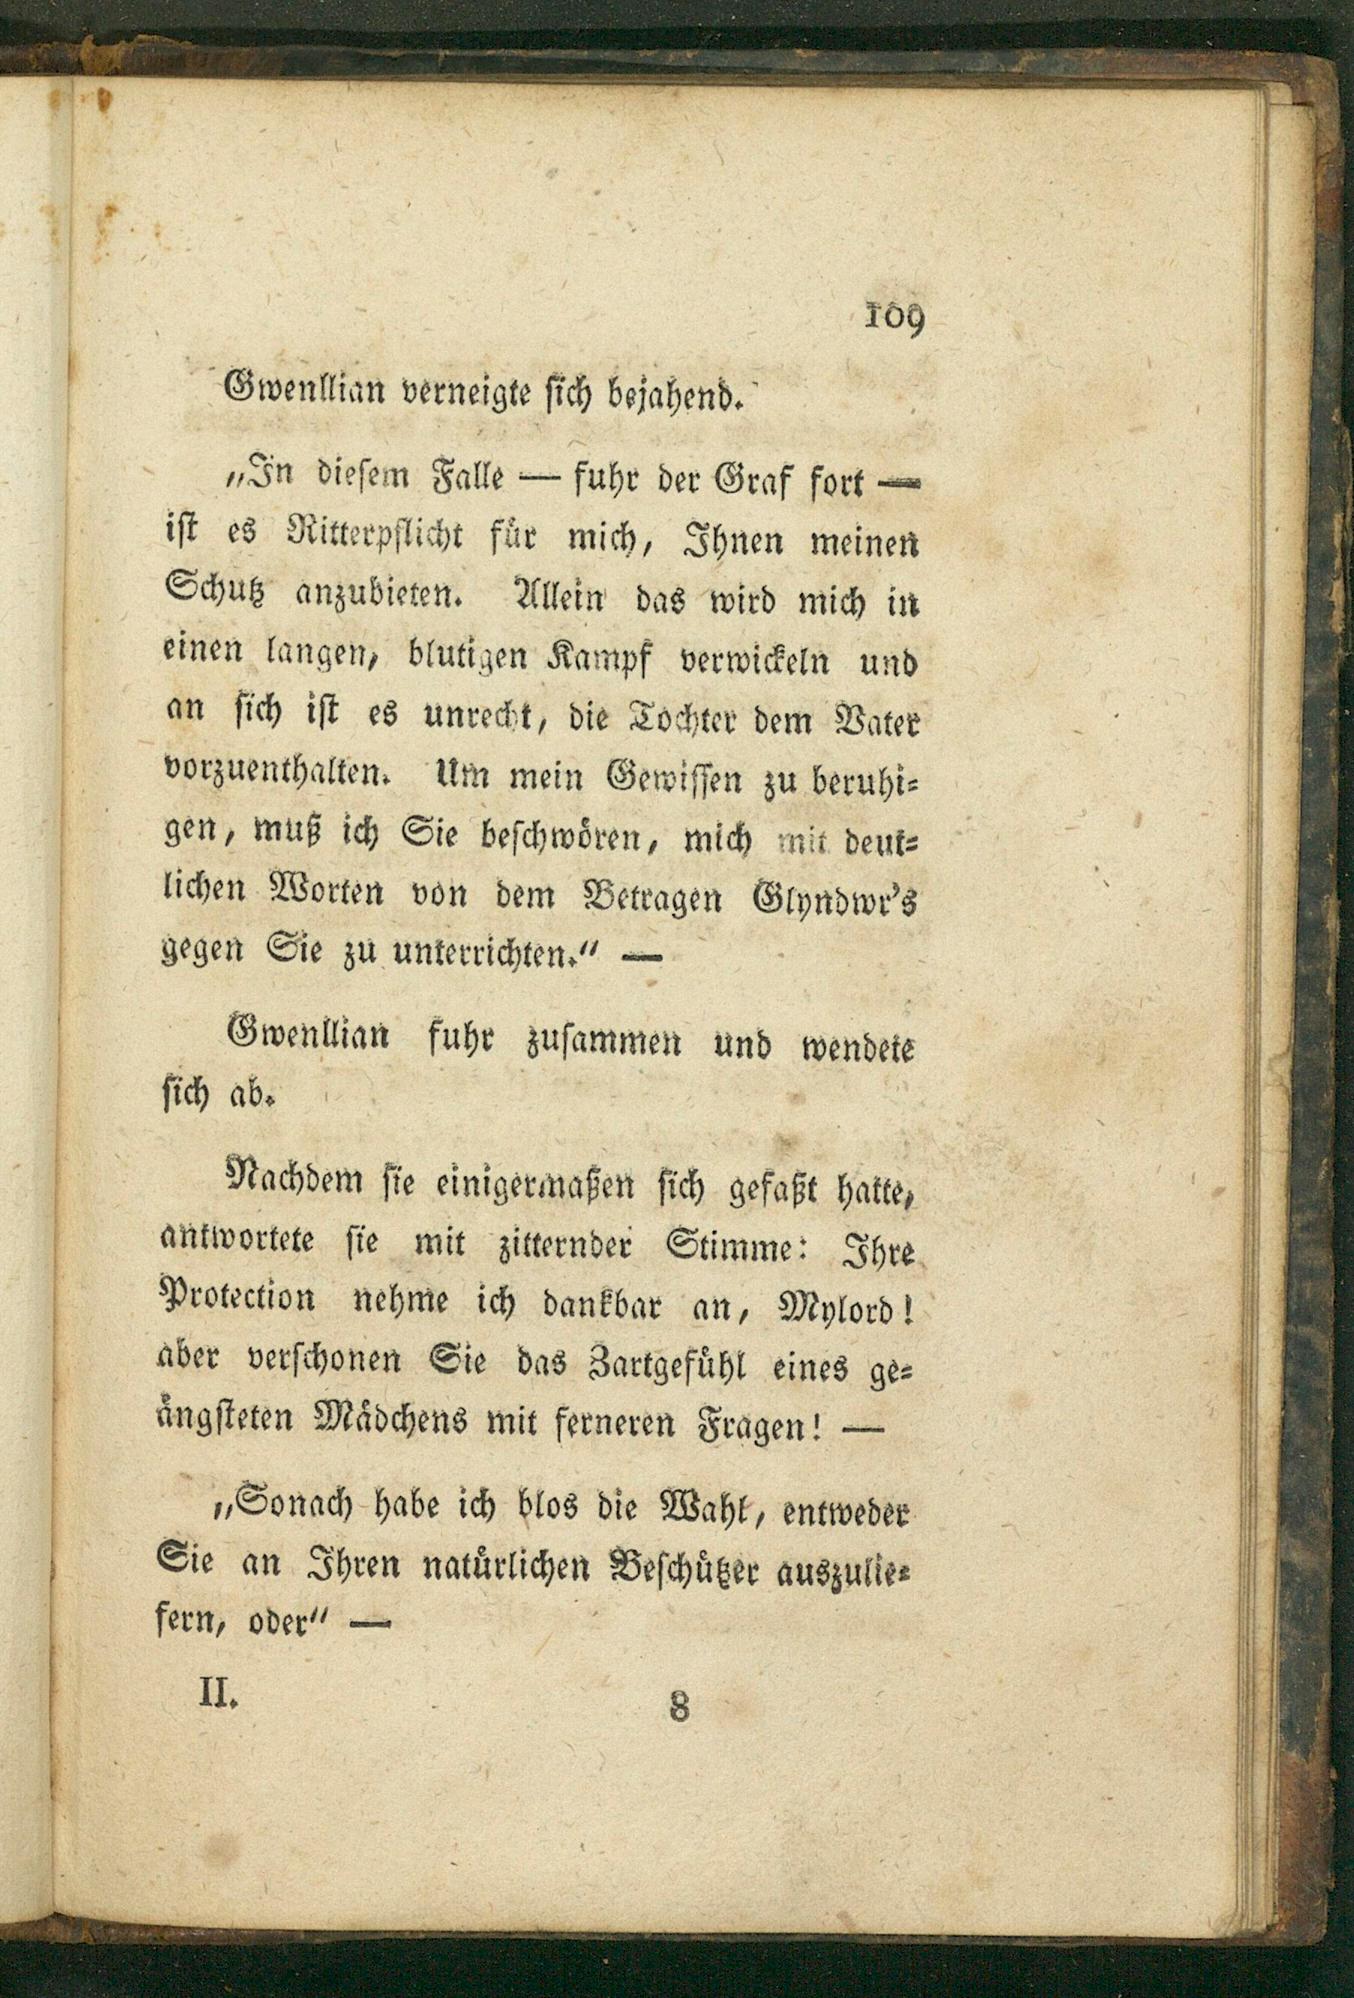 109
Gwenllian verneigte sich bejahend.
„In diesem Falle — fuhr der Graf fort —
ist es Ritterpflicht für mich, Ihnen meinen
Schutz anzubieten. Allein das wird mich in
einen langen, blutigen Kampf verwickeln und
an sich ist es unrecht, die Tochter dem Vater
vorzuenthalten. Um mein Gewissen zu beruhi-
gen, muß ich Sie beschwören, mich mit deut-
lichen Worten von dem Betragen Glyndwr's
gegen Sie zu unterrichten.“ —
Gwenllian fuhr zusammen und wendete
sich ab.
Nachdem sie einigermaßen sich gefaßt hatte,
antwortete sie mit zitternder Stimme: Ihre
Protection nehme ich dankbar an, Mylord!
aber verschonen Sie das Zartgefühl eines ge-
ängsteten Mädchens mit ferneren Fragen! —
„Sonach habe ich blos die Wahl, entweder
Sie an Ihren natürlichen Beschützer auszulie-
fern, oder“ —
II. 8